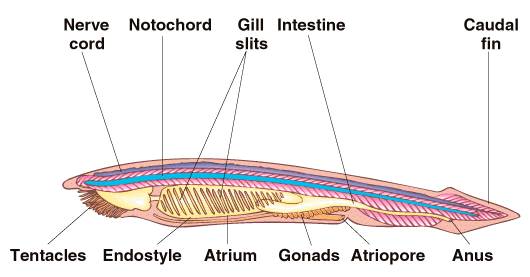 Nerve cord
Notochord
Gill slits
Intestine
Caudal fin
Tentacles
Endostyle
Atrium
Gonads
Atriopore
Anus